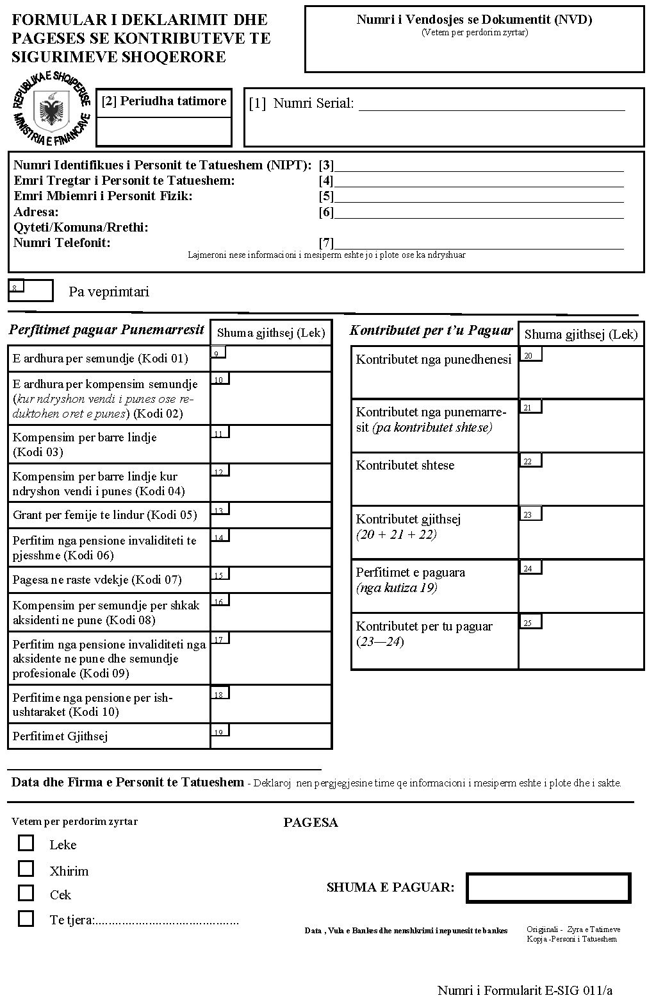 FORMULAR I DEKLARIMIT DHE
PAGESES SE KONTRIBUTEVE TE
SIGURIMEVE SHOQERORE
Numri i Vendosjes se Dokumentit (NVD)
(Vetem per perdorim zyrtar)
REPUBLIKA E SHQIPERISE
MINISTRIA E FINANCAVE
[2] Periudha tatimore
[1] Numri Serial:
Numri Identifikues i Personit te Tatueshem (NIPT): [3]
Emri Tregtar i Personit te Tatueshem: [4]
Emri Mbiemri i Personit Fizik: [5]
Adresa: [6]
Qyteti/Komuna/Rrethi:
Numri Telefonit: [7]
Lajmeroni nese informacioni i mesiperm eshte jo i plote ose ka ndryshuar
8 Pa veprimtari
Perfitimet paguar Punemarresit Shuma gjithsej (Lek)
E ardhura per semundje (Kodi 01) 9
E ardhura per kompensim semundje 10
(kur ndryshon vendi i punes ose re-
duktohen oret e punes) (Kodi 02)
Kompensim per barre lindje 11
(Kodi 03)
Kompensim per barre lindje kur 12
ndryshon vendi i punes (Kodi 04)
Grant per femije te lindur (Kodi 05) 13
Perfitim nga pensione invaliditeti te 14
pjesshme (Kodi 06)
Pagesa ne raste vdekje (Kodi 07) 15
Kompensim per semundje per shkak 16
aksidenti ne pune (Kodi 08)
Perfitim nga pensione invaliditeti nga 17
aksidente ne pune dhe semundje
profesionale (Kodi 09)
Perfitime nga pensione per ish- 18
ushtaraket (Kodi 10)
Perfitimet Gjithsej 19
Kontributet per t'u Paguar Shuma gjithsej (Lek)
Kontributet nga punedhenesi 20
Kontributet nga punemarre- 21
sit (pa kontributet shtese)
Kontributet shtese 22
Kontributet gjithsej 23
(20 + 21 + 22)
Perfitimet e paguara 24
(nga kutiza 19)
Kontributet per tu paguar 25
(23—24)
Data dhe Firma e Personit te Tatueshem - Deklaroj nen pergjegjesine time qe informacioni i mesiperm eshte i plote dhe i sakte.
Vetem per perdorim zyrtar
PAGESA
Leke
Xhirim
Cek
Te tjera:...........................................
SHUMA E PAGUAR:
Data , Vula e Bankes dhe nenshkrimi i nepunesit te bankes
Origjinali - Zyra e Tatimeve
Kopja -Personi i Tatueshem
Numri i Formularit E-SIG 011/a